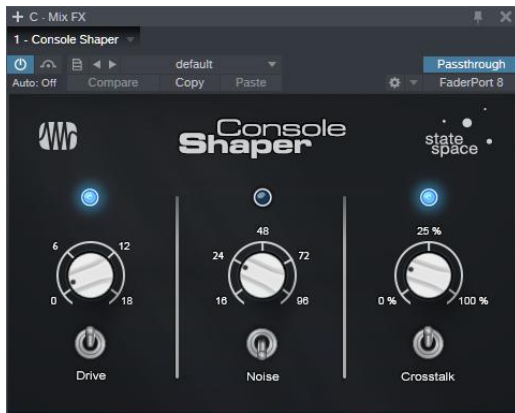 C - Mix FX
1 - Console Shaper
default
Passthrough
Auto: Off Compare Copy Paste FaderPort 8
Console
Shaper
state
space
6 12
0 18
48
24 72
16 96
25 %
0 % 100 %
Drive Noise Crosstalk